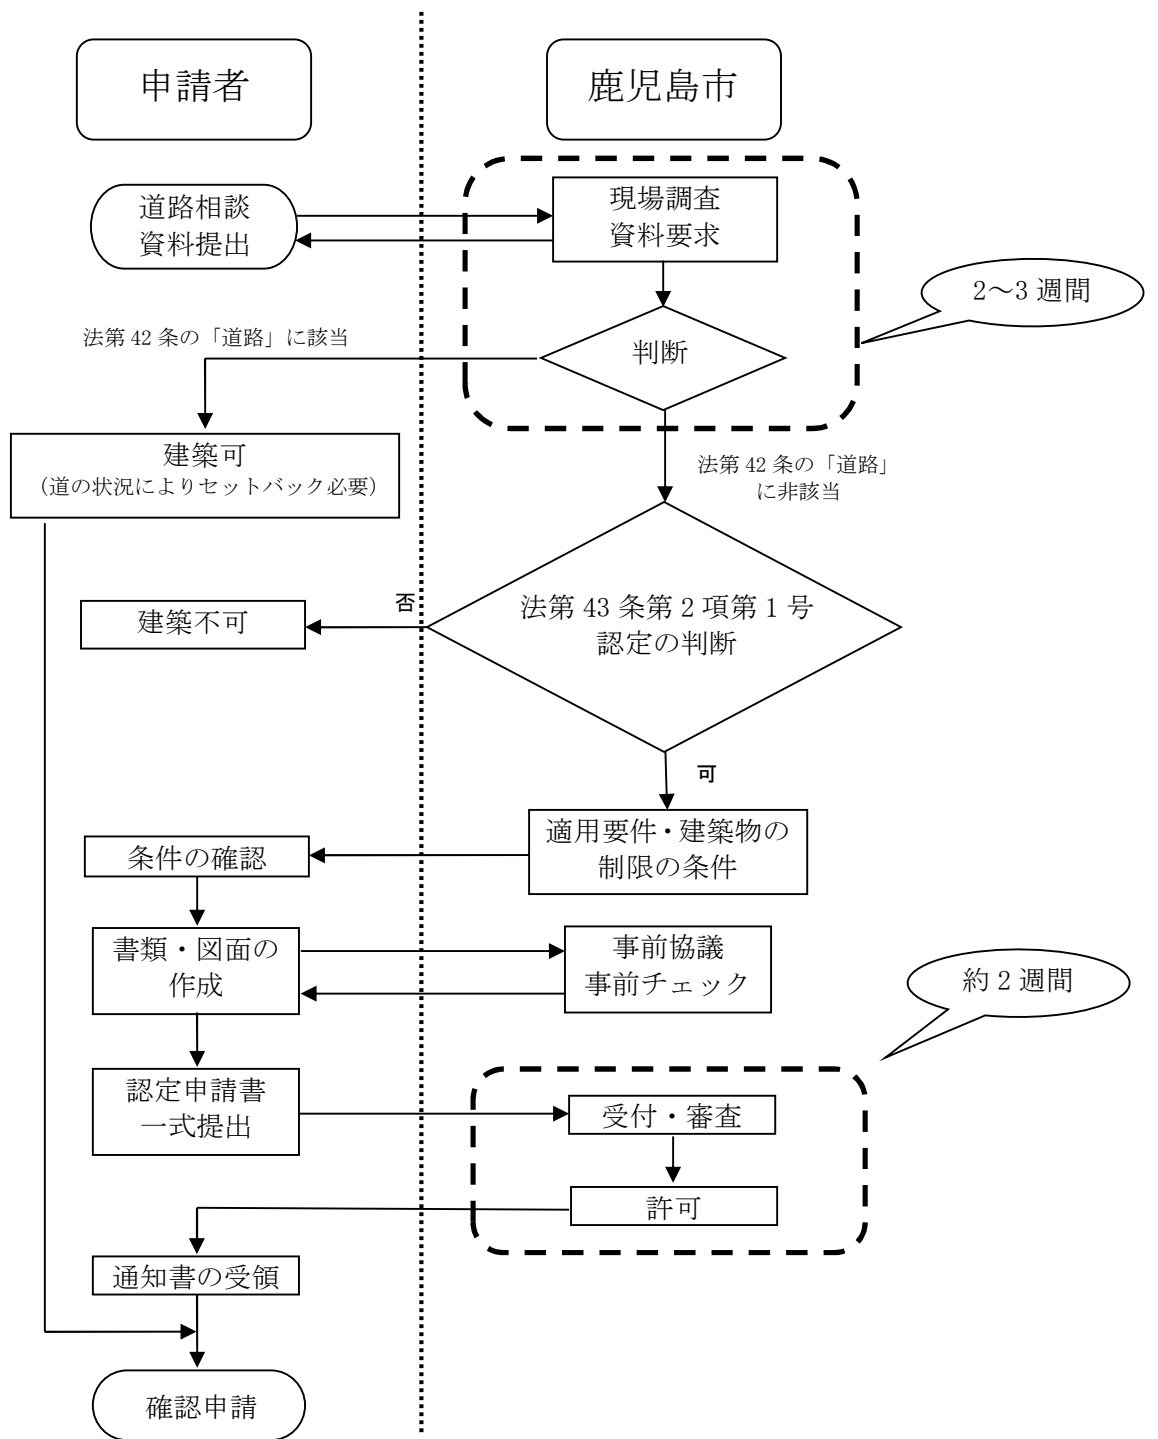 申請者
鹿児島市
道路相談
資料提出
現場調査
資料要求
2～3 週間
法第 42 条の「道路」に該当
判断
建築可
（道の状況によりセットバック必要）
法第 42 条の「道路」
に非該当
否
建築不可
法第 43 条第 2 項第 1 号
認定の判断
可
適用要件・建築物の
制限の条件
条件の確認
書類・図面の
作成
事前協議
事前チェック
約 2 週間
認定申請書
一式提出
受付・審査
許可
通知書の受領
確認申請